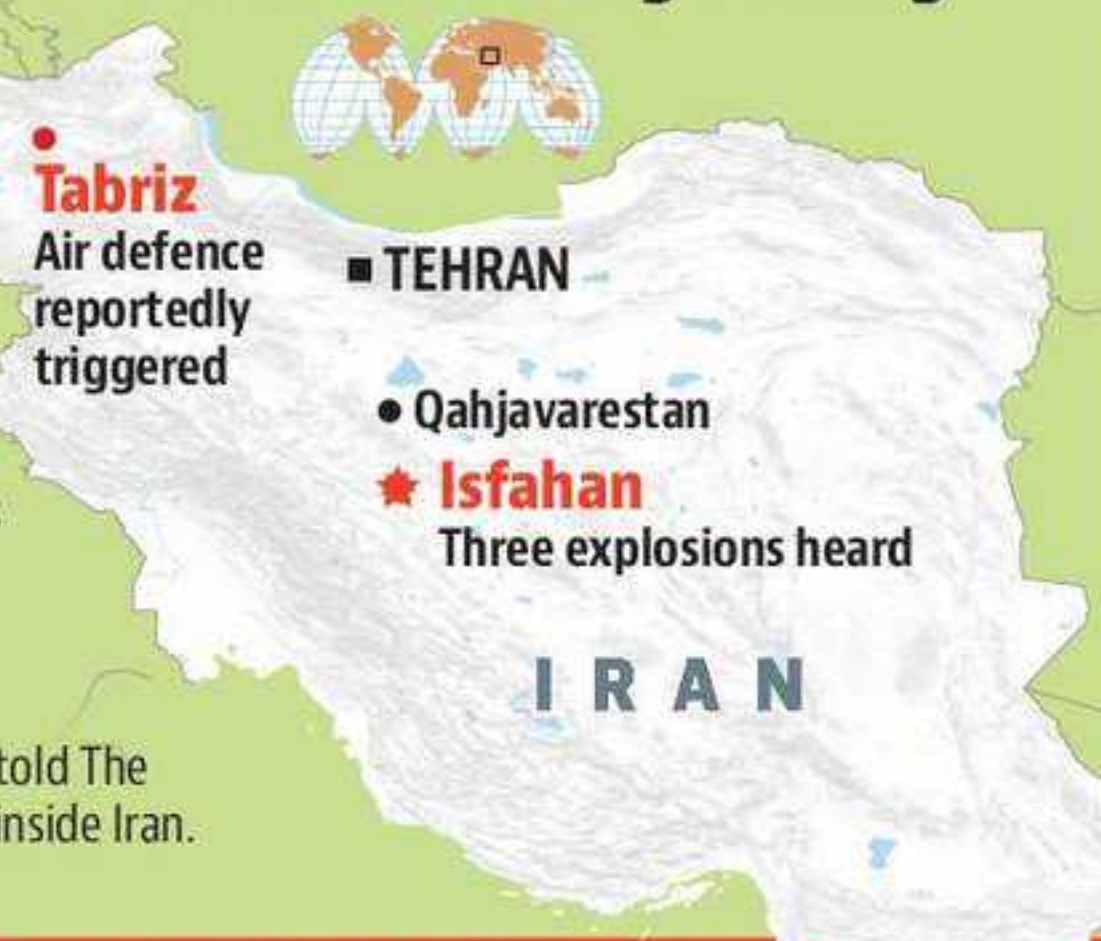 Tabriz
Air defence
reportedly
triggered
TEHRAN
Qahjavarestan
Isfahan
Three explosions heard
IRAN
told The
inside Iran.